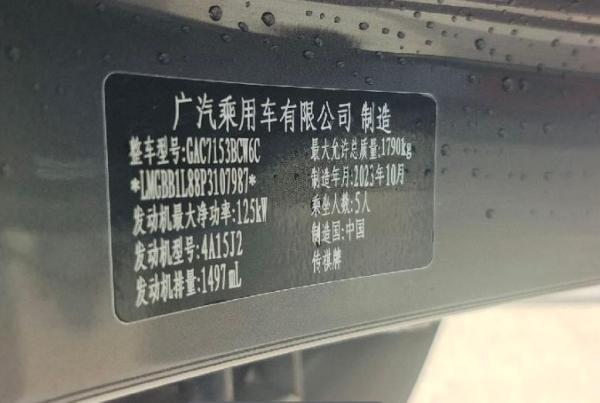 广汽乘用车有限公司 制造
整车型号:GAC7153BCW6C
*LMGBB1L88P3107987*
发动机最大净功率:125kW
发动机型号:4A15J2
发动机排量:1497mL
最大允许总质量:1790kg
制造年月:2023年10月
乘坐人数:5人
制造国:中国
传祺牌